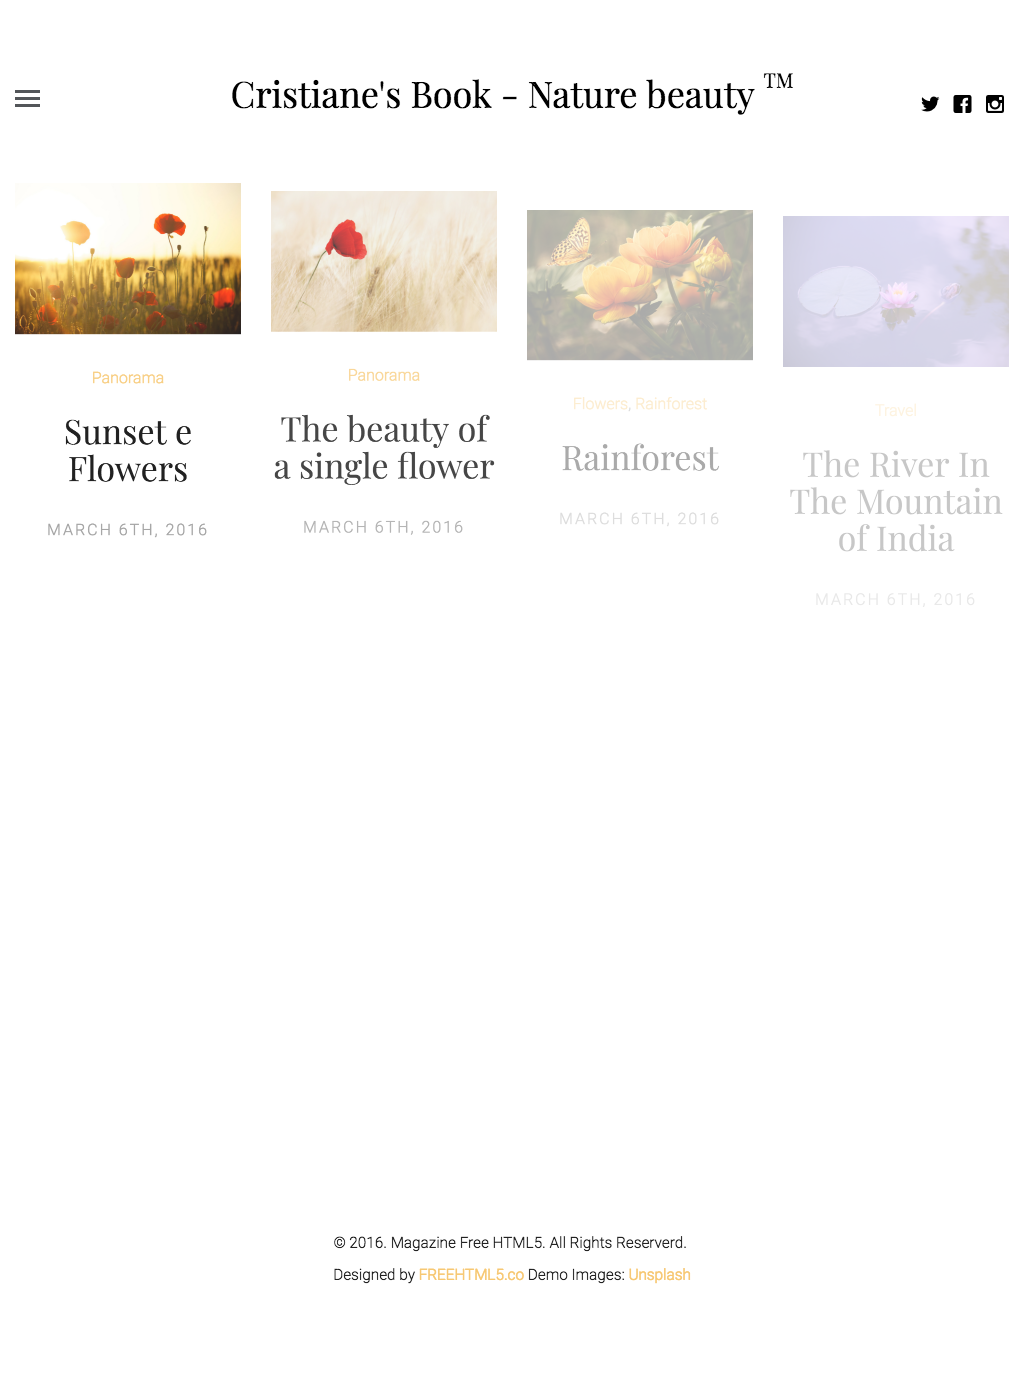 Cristiane's Book - Nature beauty ™
Panorama
Sunset e
Flowers
MARCH 6TH, 2016
Panorama
The beauty of
a single flower
MARCH 6TH, 2016
Flowers, Rainforest
Rainforest
MARCH 6TH, 2016
Travel
The River In
The Mountain
of India
MARCH 6TH, 2016
© 2016. Magazine Free HTML5. All Rights Reserverd.
Designed by FREEHTML5.co Demo Images: Unsplash